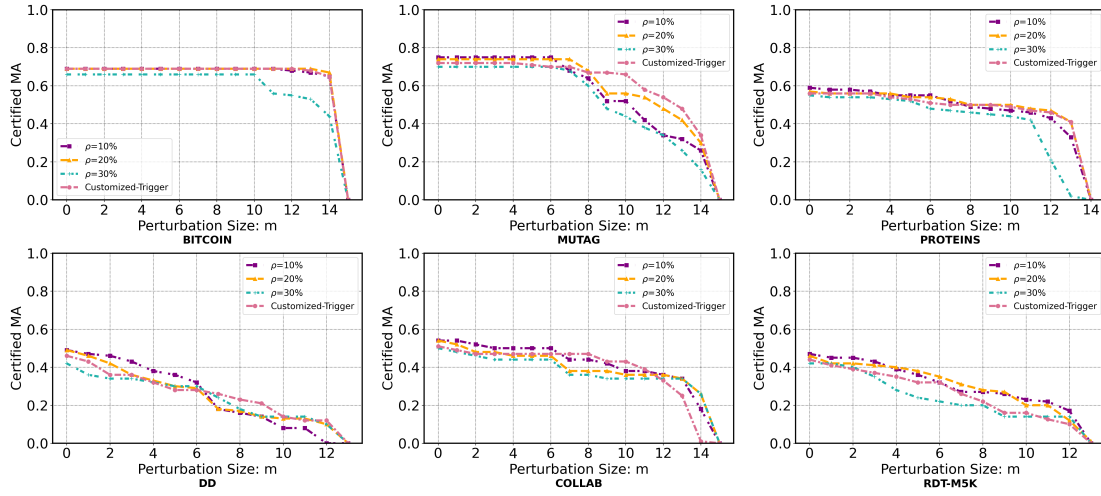 1.0
0.8
0.6
0.4
0.2
0.0
Certified MA
ρ=10%
ρ=20%
ρ=30%
Customized-Trigger
0 2 4 6 8 10 12 14
Perturbation Size: m
BITCOIN
1.0
0.8
0.6
0.4
0.2
0.0
Certified MA
ρ=10%
ρ=20%
ρ=30%
Customized-Trigger
0 2 4 6 8 10 12 14
Perturbation Size: m
MUTAG
1.0
0.8
0.6
0.4
0.2
0.0
Certified MA
ρ=10%
ρ=20%
ρ=30%
Customized-Trigger
0 2 4 6 8 10 12 14
Perturbation Size: m
PROTEINS
1.0
0.8
0.6
0.4
0.2
0.0
Certified MA
ρ=10%
ρ=20%
ρ=30%
Customized-Trigger
0 2 4 6 8 10 12
Perturbation Size: m
DD
1.0
0.8
0.6
0.4
0.2
0.0
Certified MA
ρ=10%
ρ=20%
ρ=30%
Customized-Trigger
0 2 4 6 8 10 12 14
Perturbation Size: m
COLLAB
1.0
0.8
0.6
0.4
0.2
0.0
Certified MA
ρ=10%
ρ=20%
ρ=30%
Customized-Trigger
0 2 4 6 8 10 12
Perturbation Size: m
RDT-M5K